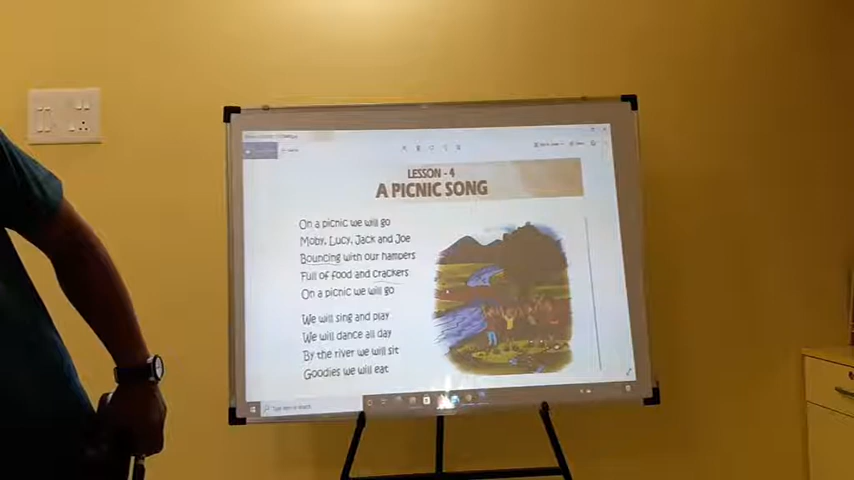 LESSON - 4
A PICNIC SONG
On a picnic we will go
Moby, Lucy, Jack and Joe
Bouncing with our hampers
Full of food and crackers
On a picnic we will go
We will sing and play
We will dance all day
By the river we will sit
Goodies we will eat.